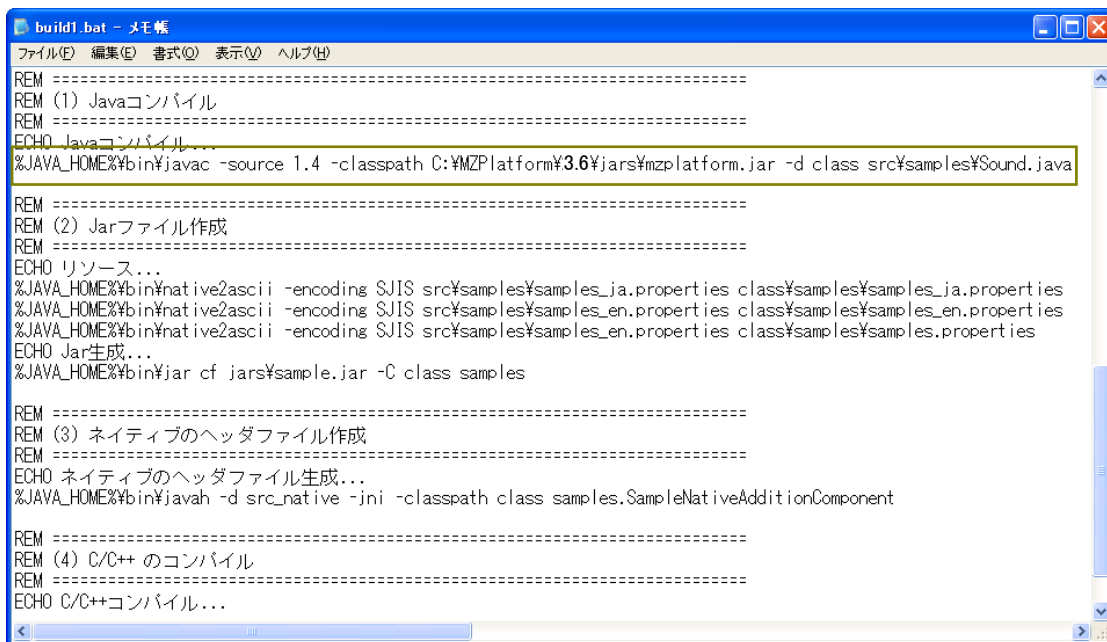 build1.bat - メモ帳
ファイル(F) 編集(E) 書式(O) 表示(V) ヘルプ(H)
REM ===========================================================================
REM (1) Javaコンパイル
REM ===========================================================================
ECHO Javaコンパイル...
%JAVA_HOME%¥bin¥javac -source 1.4 -classpath C:¥MZPlatform¥3.6¥jars¥mzplatform.jar -d class src¥samples¥Sound.java
REM ===========================================================================
REM (2) Jarファイル作成
REM ===========================================================================
ECHO リソース...
%JAVA_HOME%¥bin¥native2ascii -encoding SJIS src¥samples¥samples_ja.properties class¥samples¥samples_ja.properties
%JAVA_HOME%¥bin¥native2ascii -encoding SJIS src¥samples¥samples_en.properties class¥samples¥samples_en.properties
%JAVA_HOME%¥bin¥native2ascii -encoding SJIS src¥samples¥samples_en.properties class¥samples¥samples.properties
ECHO Jar生成...
%JAVA_HOME%¥bin¥jar cf jars¥sample.jar -C class samples
REM ===========================================================================
REM (3) ネイティブのヘッダファイル作成
REM ===========================================================================
ECHO ネイティブのヘッダファイル生成...
%JAVA_HOME%¥bin¥javah -d src_native -jni -classpath class samples.SampleNativeAdditionComponent
REM ===========================================================================
REM (4) C/C++ のコンパイル
REM ===========================================================================
ECHO C/C++コンパイル...